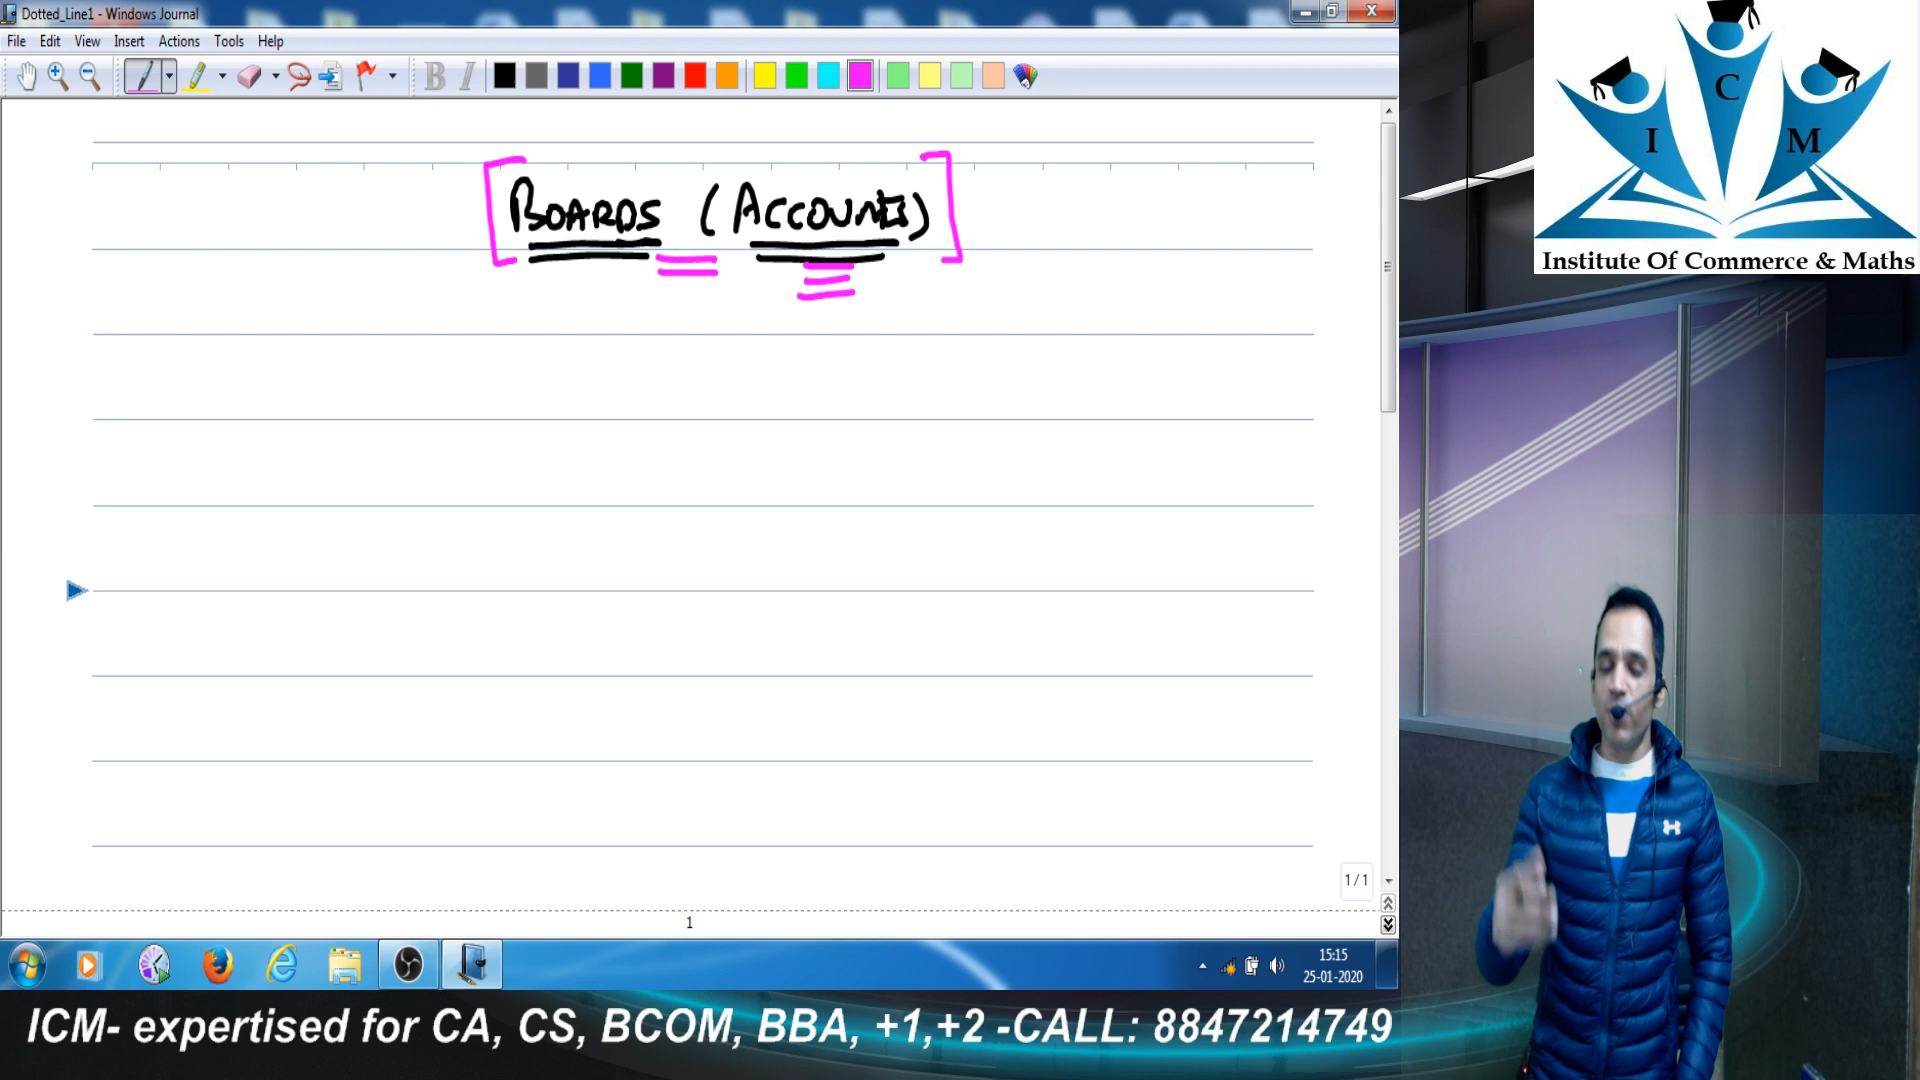 Dotted_Line1 - Windows Journal
File Edit View Insert Actions Tools Help
B I
BOARDS (ACCOUNTS)
1 / 1
1
15:15
25-01-2020
I C M
Institute Of Commerce & Maths
ICM- expertised for CA, CS, BCOM, BBA, +1,+2 -CALL: 8847214749